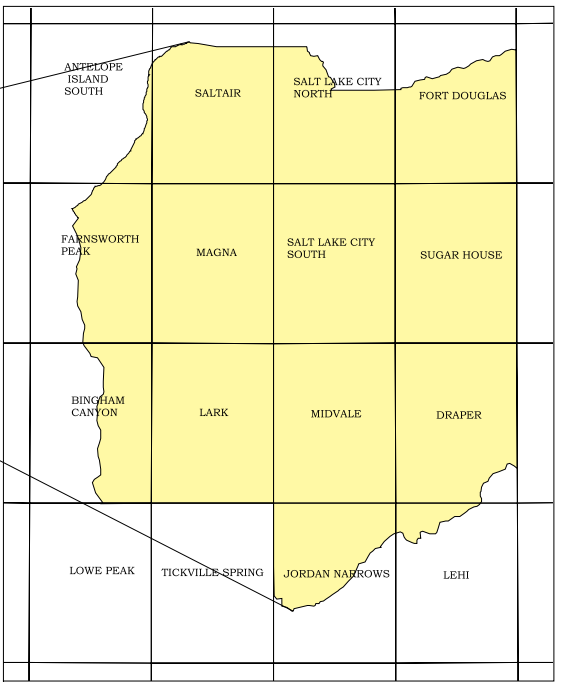 ANTELOPE
ISLAND
SOUTH
SALTAIR
SALT LAKE CITY
NORTH
FORT DOUGLAS
FARNSWORTH
PEAK
MAGNA
SALT LAKE CITY
SOUTH
SUGAR HOUSE
BINGHAM
CANYON
LARK
MIDVALE
DRAPER
LOWE PEAK
TICKVILLE SPRING
JORDAN NARROWS
LEHI